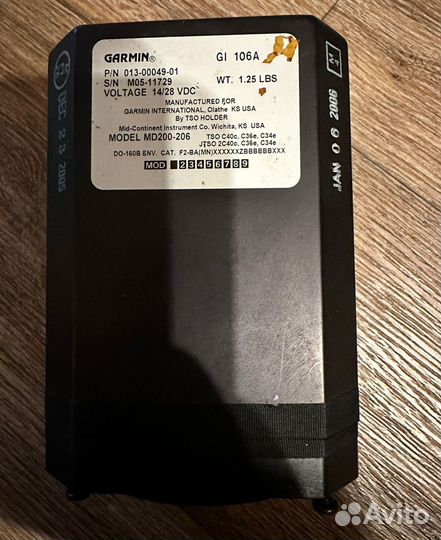 GARMIN® GI 106A
P/N 013-00049-01
S/N M05-11729 WT. 1.25 LBS
VOLTAGE 14/28 VDC
MANUFACTURED FOR
GARMIN INTERNATIONAL, Olathe KS USA
By TSO HOLDER
Mid-Continent Instrument Co. Wichita, KS USA
MODEL MD200-206 TSO C40c, C36e, C34e
JTSO 2C40c, C36e, C34e
DO-160B ENV. CAT. F2-BA(MN)XXXXXXZBBBBBBXXX
MOD 2 3 4 5 6 7 8 9
DEC 23 2005
M
4
JAN 06 2006
Avito